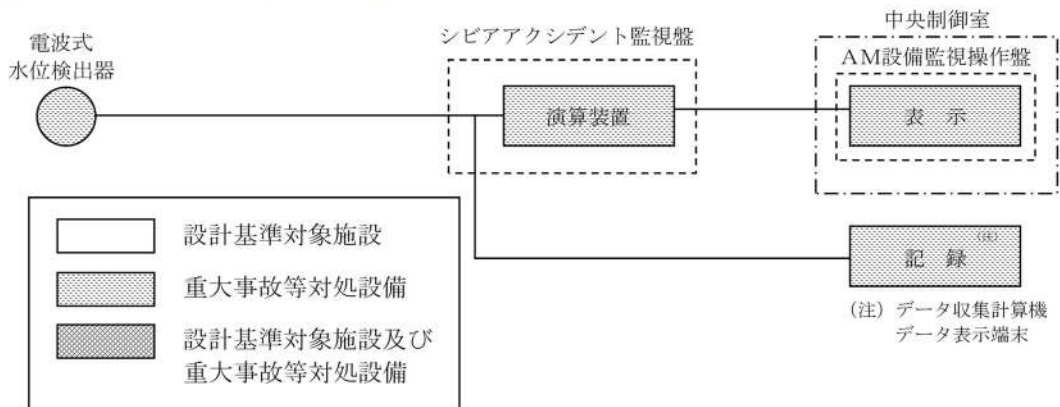 電波式
水位検出器
シビアアクシデント監視盤
演算装置
中央制御室
AM設備監視操作盤
表 示
記 録 (注)
(注) データ収集計算機
データ表示端末
設計基準対象施設
重大事故等対処設備
設計基準対象施設及び
重大事故等対処設備